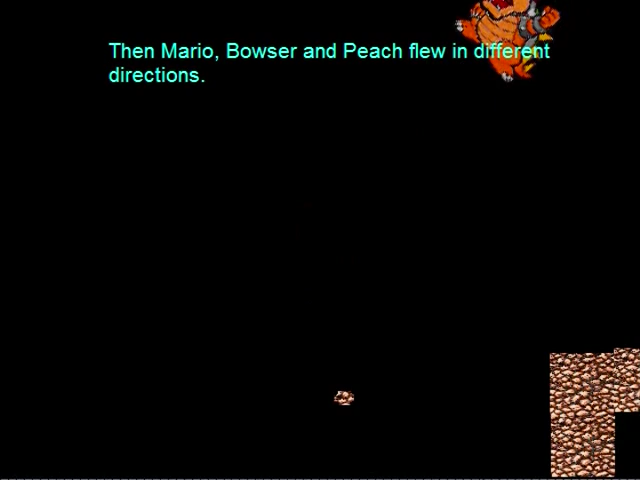 Then Mario, Bowser and Peach flew in different
directions.